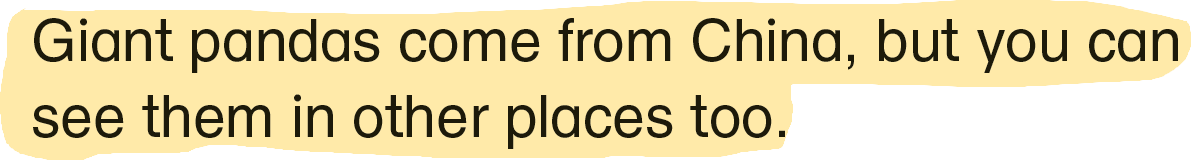 Giant pandas come from China, but you can
see them in other places too.